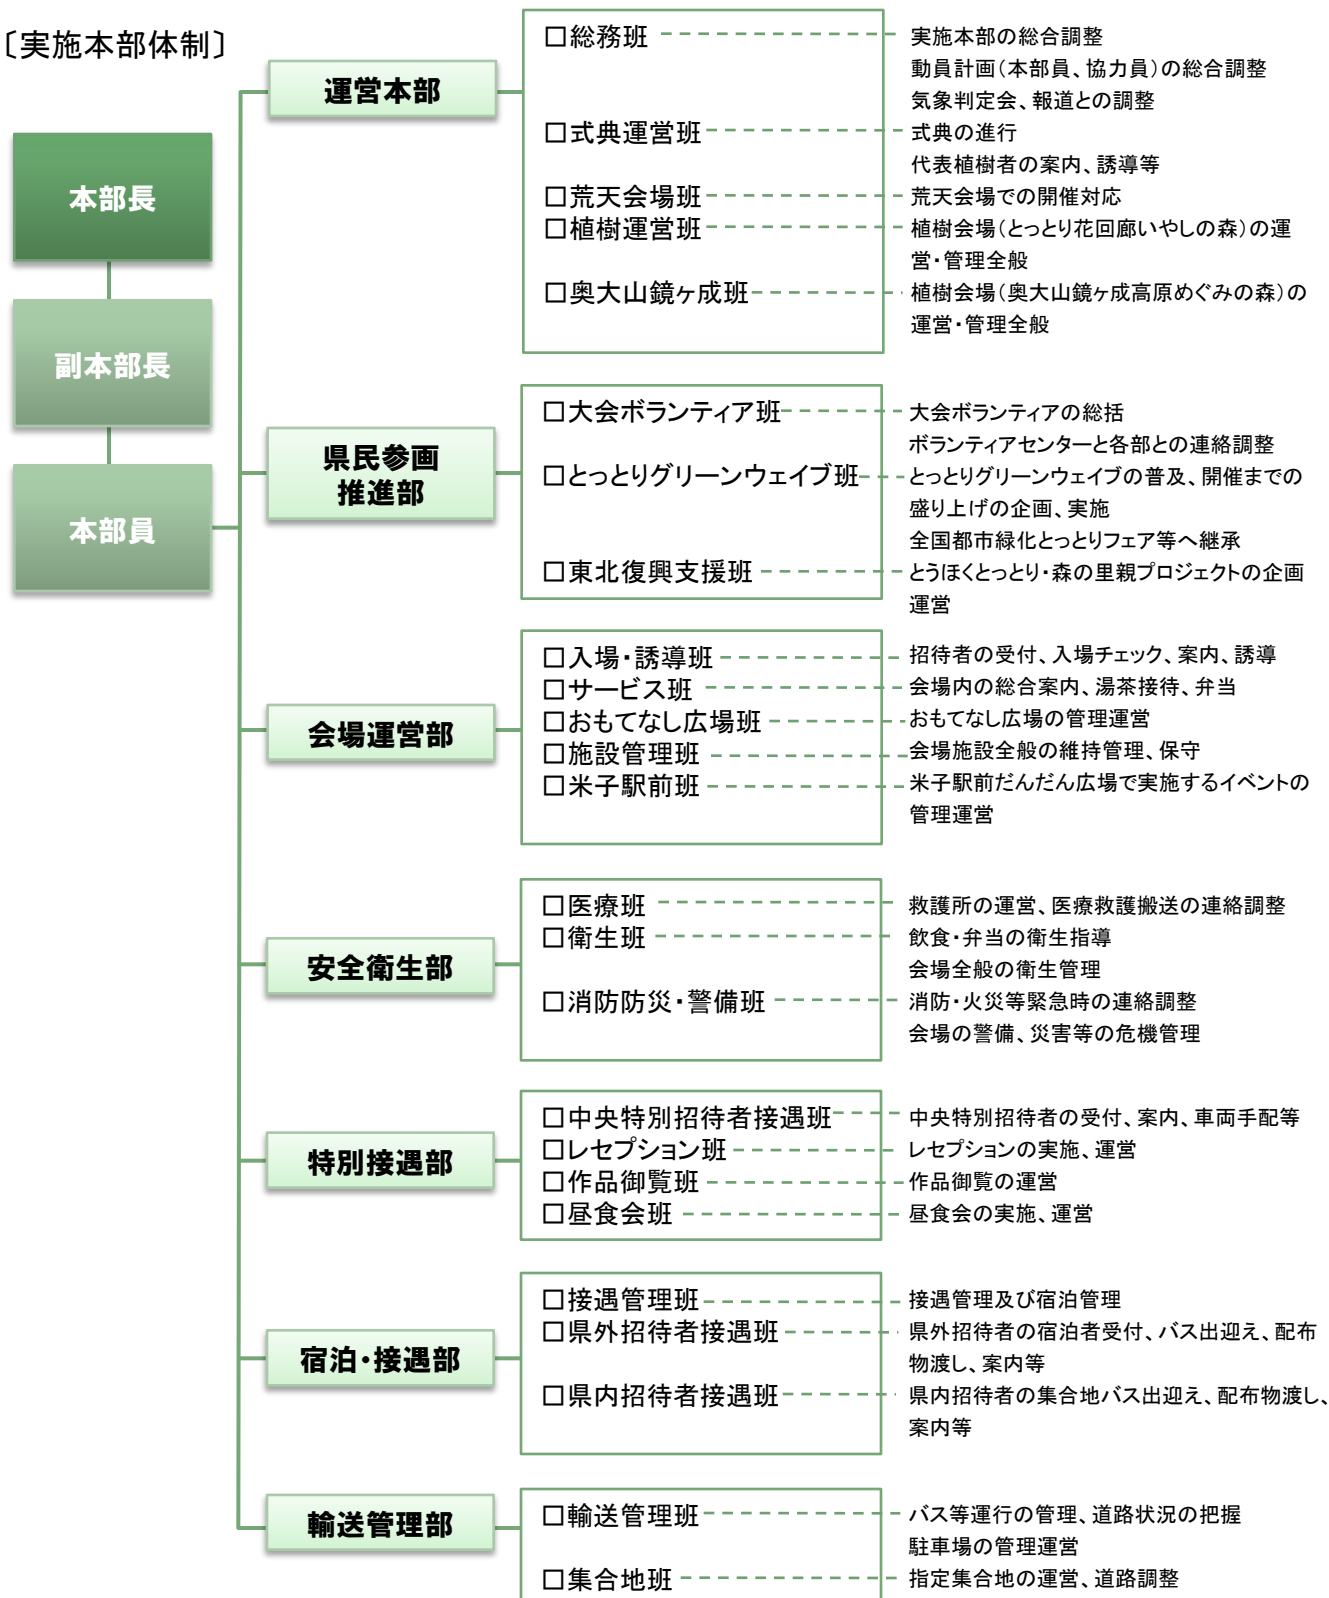 〔実施本部体制〕
本部長
副本部長
本部員
運営本部
□総務班
実施本部の総合調整
動員計画(本部員、協力員)の総合調整
気象判定会、報道との調整
□式典運営班
式典の進行
代表植樹者の案内、誘導等
□荒天会場班
荒天会場での開催対応
□植樹運営班
植樹会場(とっとり花回廊いやしの森)の運
営・管理全般
□奥大山鏡ヶ成班
植樹会場(奥大山鏡ヶ成高原めぐみの森)の
運営・管理全般
県民参画
推進部
□大会ボランティア班
大会ボランティアの総括
ボランティアセンターと各部との連絡調整
□とっとりグリーンウェイブ班
とっとりグリーンウェイブの普及、開催までの
盛り上げの企画、実施
全国都市緑化とっとりフェア等へ継承
□東北復興支援班
とうほくとっとり・森の里親プロジェクトの企画
運営
会場運営部
□入場・誘導班
招待者の受付、入場チェック、案内、誘導
□サービス班
会場内の総合案内、湯茶接待、弁当
□おもてなし広場班
おもてなし広場の管理運営
□施設管理班
会場施設全般の維持管理、保守
□米子駅前班
米子駅前だんだん広場で実施するイベントの
管理運営
安全衛生部
□医療班
救護所の運営、医療救護搬送の連絡調整
□衛生班
飲食・弁当の衛生指導
会場全般の衛生管理
□消防防災・警備班
消防・火災等緊急時の連絡調整
会場の警備、災害等の危機管理
特別接遇部
□中央特別招待者接遇班
中央特別招待者の受付、案内、車両手配等
□レセプション班
レセプションの実施、運営
□作品御覧班
作品御覧の運営
□昼食会班
昼食会の実施、運営
宿泊・接遇部
□接遇管理班
接遇管理及び宿泊管理
□県外招待者接遇班
県外招待者の宿泊者受付、バス出迎え、配布
物渡し、案内等
□県内招待者接遇班
県内招待者の集合地バス出迎え、配布物渡し、
案内等
輸送管理部
□輸送管理班
バス等運行の管理、道路状況の把握
駐車場の管理運営
□集合地班
指定集合地の運営、道路調整